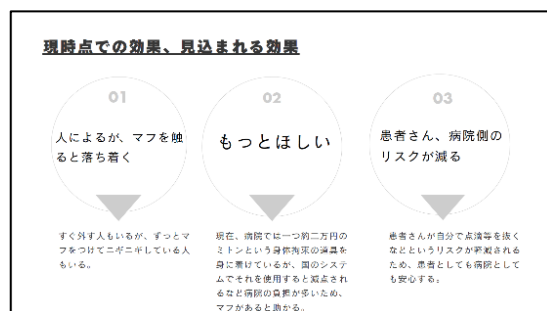 現時点での効果、見込まれる効果
01
人によるが、マフを触
ると落ち着く
すぐ外す人もいるが、ずっとマ
フをつけてニギニギしている人
もいる。
02
もっとほしい
現在、病院では一つ約二万円の
ミトンという身体拘束の道具を
身に着けているが、国のシステ
ムでそれを使用すると減点され
るなど病院の負担が多いため、
マフがあると助かる。
03
患者さん、病院側の
リスクが減る
患者さんが自分で点滴等を抜く
などというリスクが軽減される
ため、患者としても病院として
も安心する。